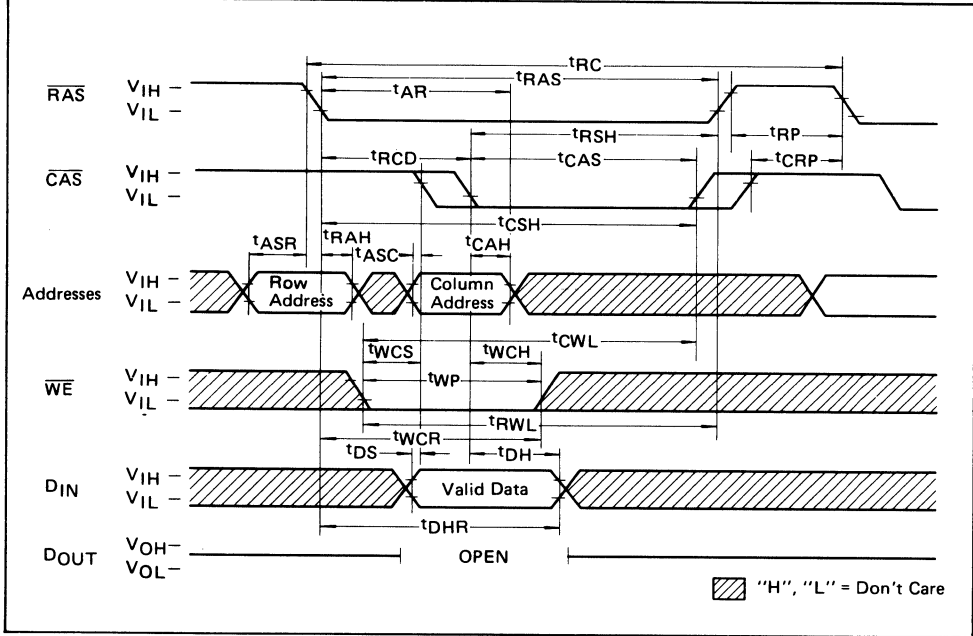 tRC
tRAS
tAR
RAS
VIH
VIL
tRSH
tRP
tRCD
tCAS
tCRP
CAS
VIH
VIL
tCSH
tASR
tRAH
tASC
tCAH
Addresses
VIH
VIL
Row
Address
Column
Address
tCWL
tWCS
tWCH
WE
VIH
VIL
tWP
tRWL
tWCR
tDS
tDH
DIN
VIH
VIL
Valid Data
tDHR
DOUT
VOH
VOL
OPEN
"H", "L" = Don't Care